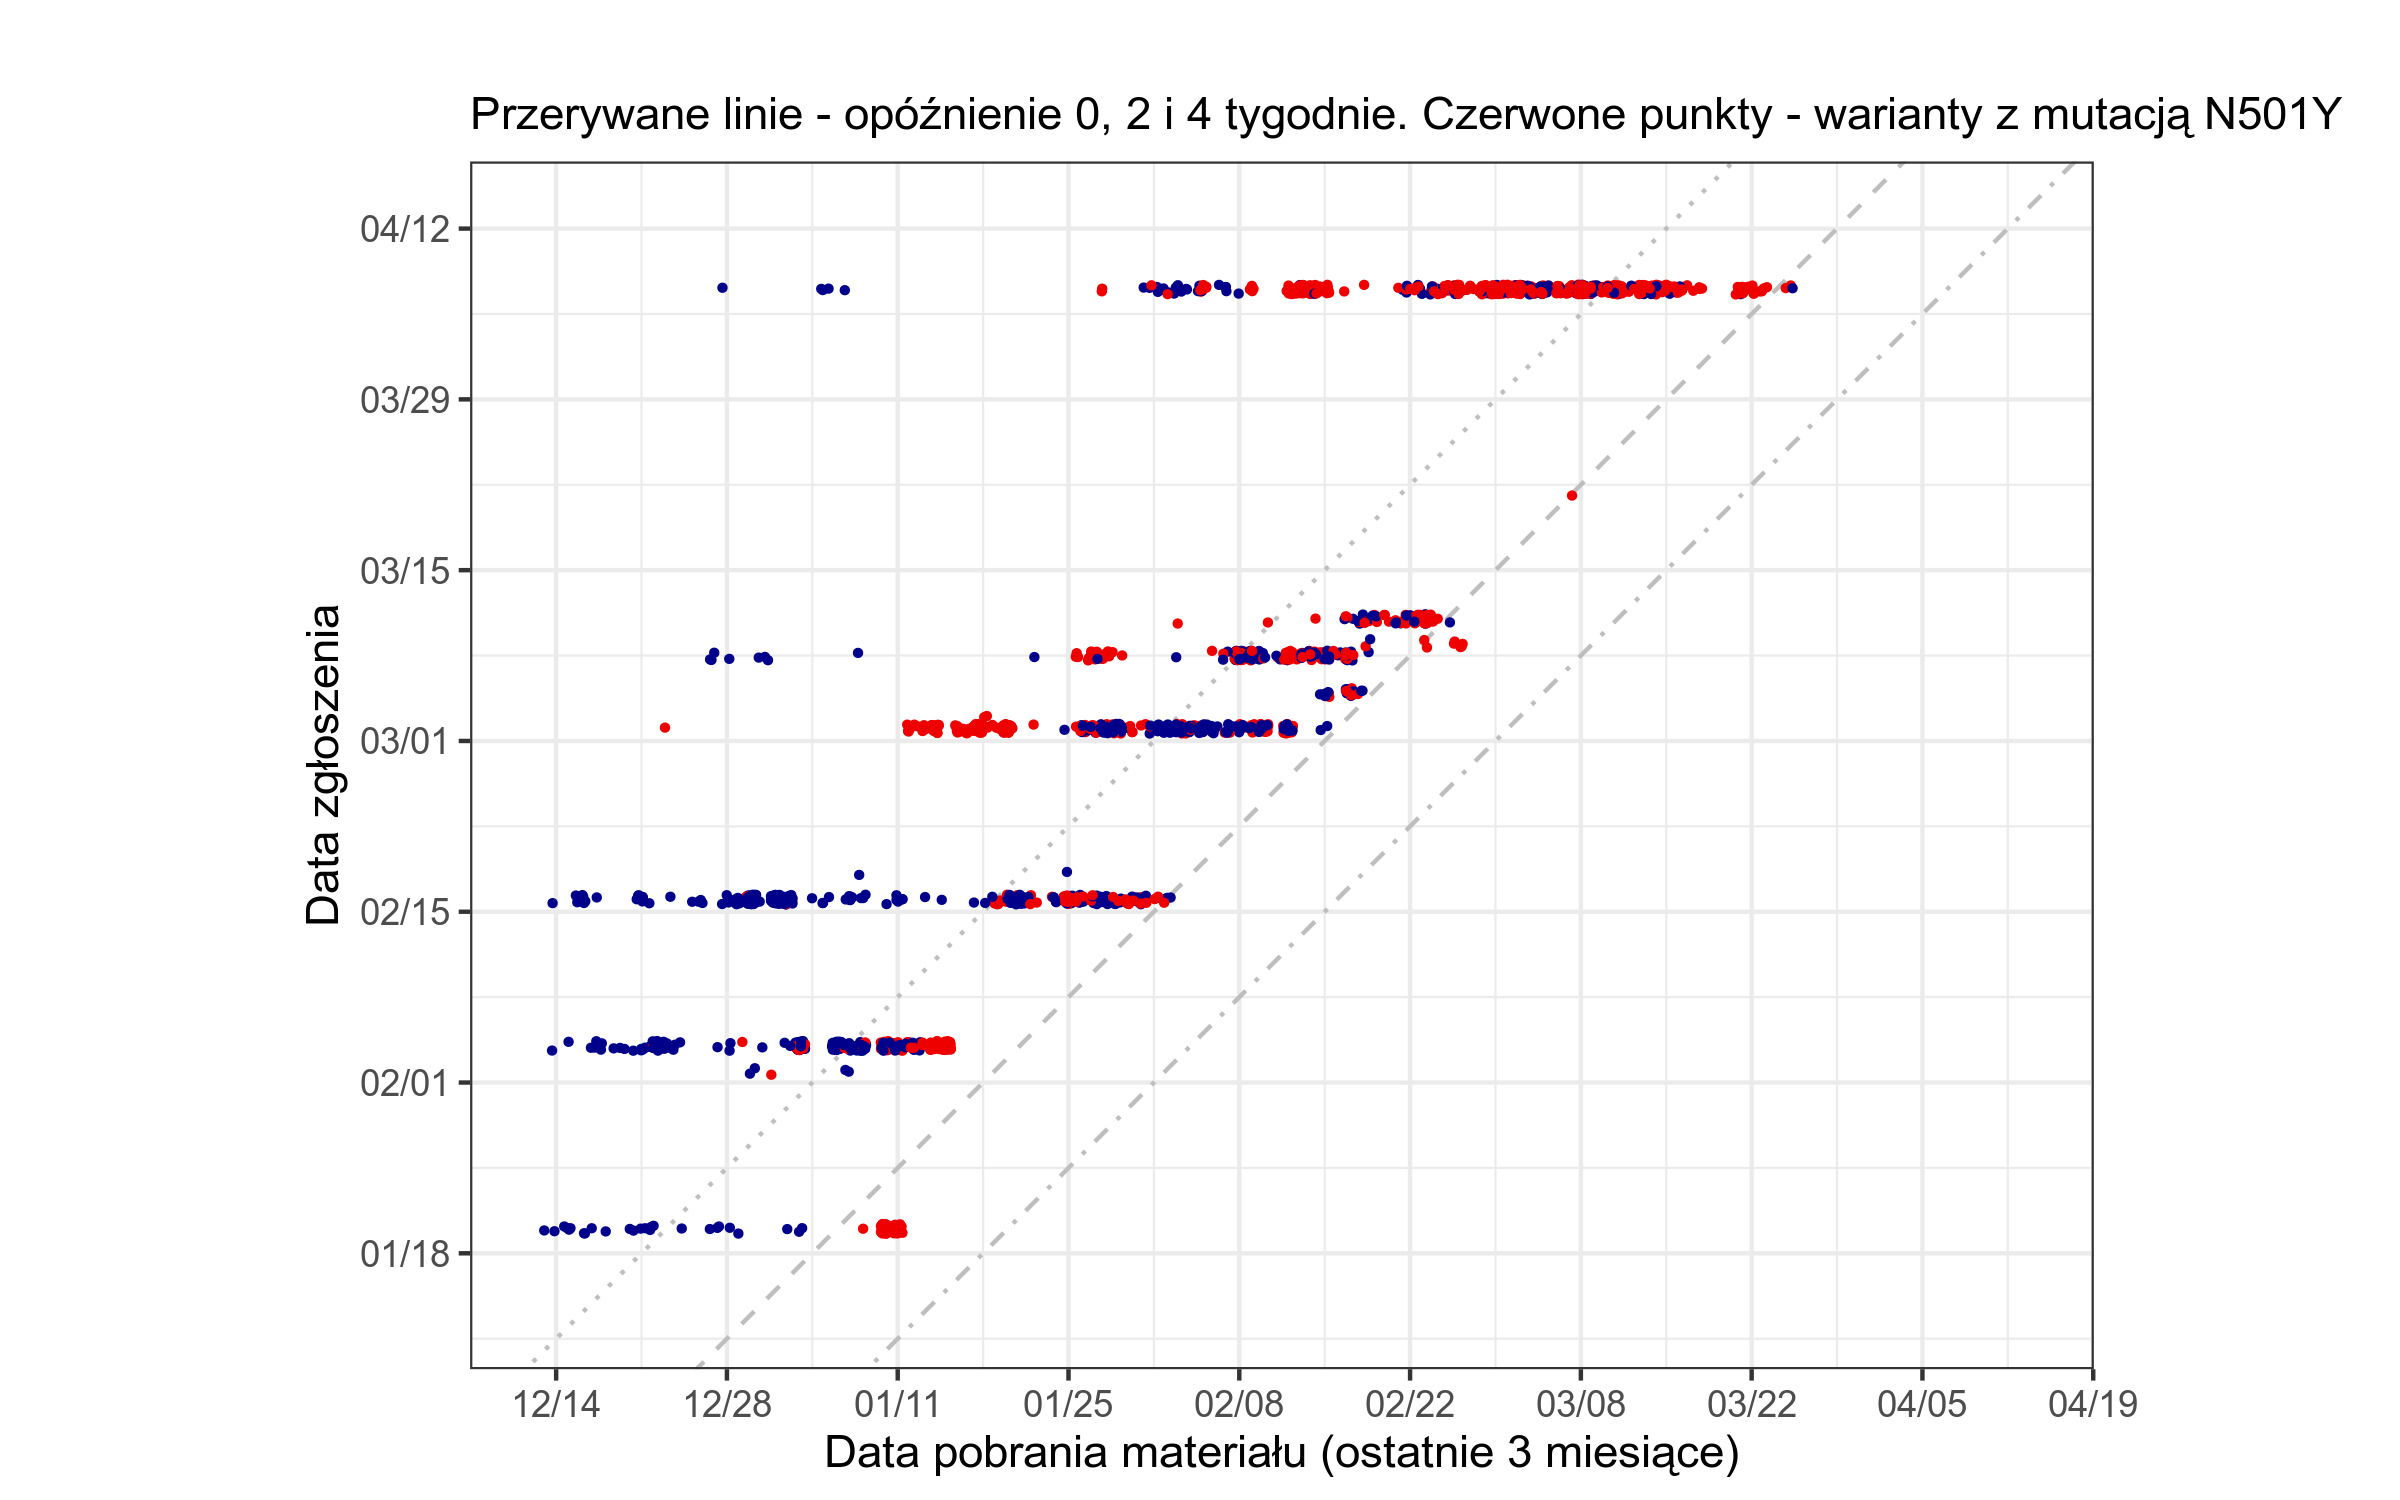 Przerywane linie - opóźnienie 0, 2 i 4 tygodnie. Czerwone punkty - warianty z mutacją N501Y
Data zgłoszenia
04/12
03/29
03/15
03/01
02/15
02/01
01/18
12/14 12/28 01/11 01/25 02/08 02/22 03/08 03/22 04/05 04/19
Data pobrania materiału (ostatnie 3 miesiące)